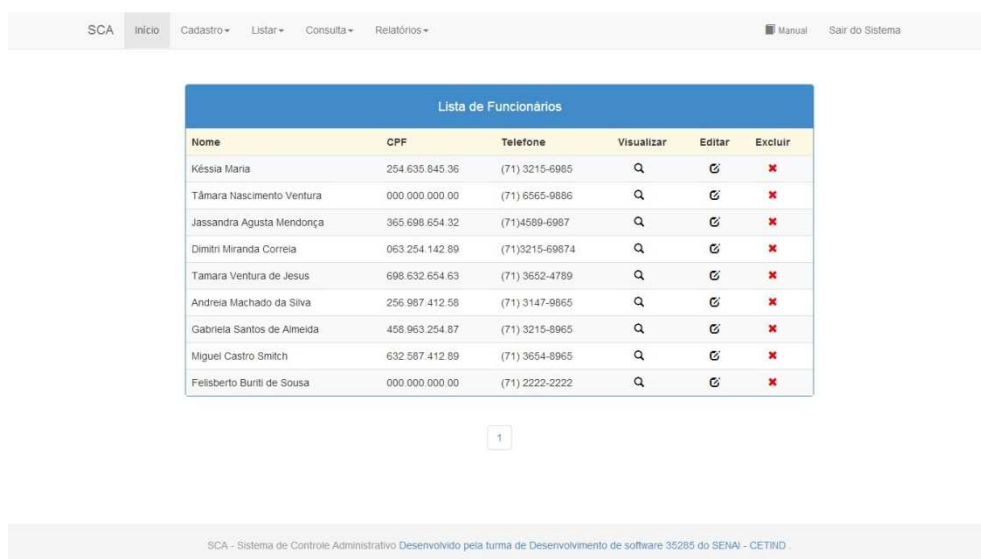 SCA Início Cadastro Listar Consulta Relatórios Manual Sair do Sistema
Lista de Funcionários
Nome CPF Telefone Visualizar Editar Excluir
Késsia Maria 254.635.845.36 (71) 3215-6985
Tâmara Nascimento Ventura 000.000.000.00 (71) 6565-9886
Jassandra Agusta Mendonça 365.698.654.32 (71)4589-6987
Dimitri Miranda Correia 063.254.142.89 (71)3215-69874
Tamara Ventura de Jesus 698.632.654.63 (71) 3652-4789
Andreia Machado da Silva 256.987.412.58 (71) 3147-9865
Gabriela Santos de Almeida 458.963.254.87 (71) 3215-8965
Miguel Castro Smitch 632.587.412.89 (71) 3654-8965
Felisberto Buriti de Sousa 000.000.000.00 (71) 2222-2222
1
SCA - Sistema de Controle Administrativo Desenvolvido pela turma de Desenvolvimento de software 35285 do SENAI - CETIND .